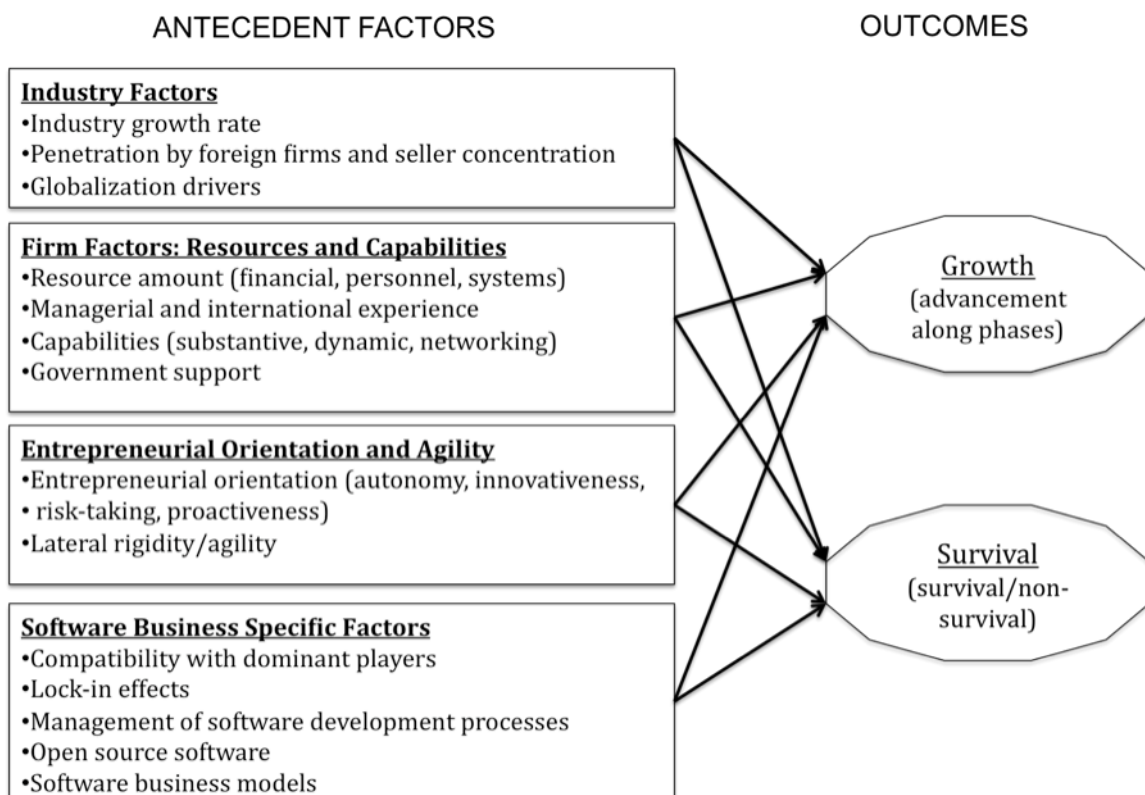 ANTECEDENT FACTORS
OUTCOMES
Industry Factors
•Industry growth rate
•Penetration by foreign firms and seller concentration
•Globalization drivers
Firm Factors: Resources and Capabilities
•Resource amount (financial, personnel, systems)
•Managerial and international experience
•Capabilities (substantive, dynamic, networking)
•Government support
Entrepreneurial Orientation and Agility
•Entrepreneurial orientation (autonomy, innovativeness,
• risk-taking, proactiveness)
•Lateral rigidity/agility
Software Business Specific Factors
•Compatibility with dominant players
•Lock-in effects
•Management of software development processes
•Open source software
•Software business models
Growth
(advancement
along phases)
Survival
(survival/non-
survival)